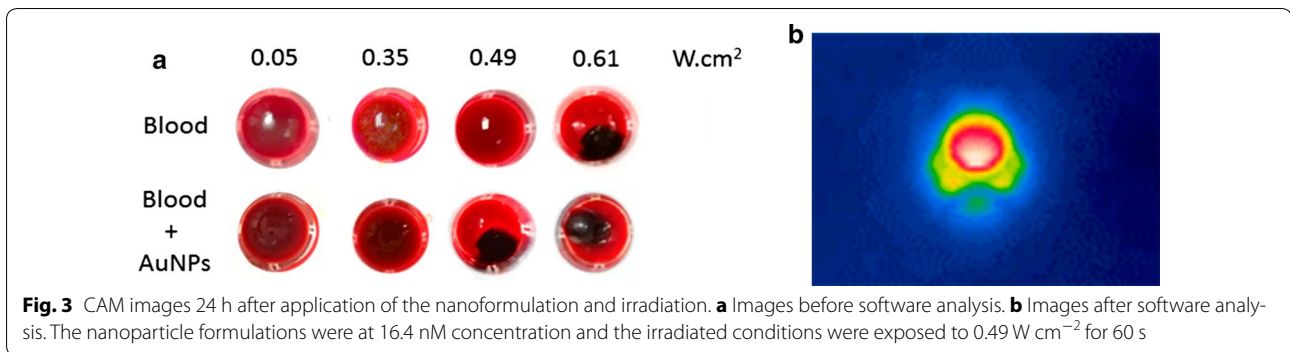 a 0.05 0.35 0.49 0.61 W.cm²
b
Blood
Blood
+
AuNPs
Fig. 3 CAM images 24 h after application of the nanoformulation and irradiation. a Images before software analysis. b Images after software analy-
sis. The nanoparticle formulations were at 16.4 nM concentration and the irradiated conditions were exposed to 0.49 W cm⁻² for 60 s